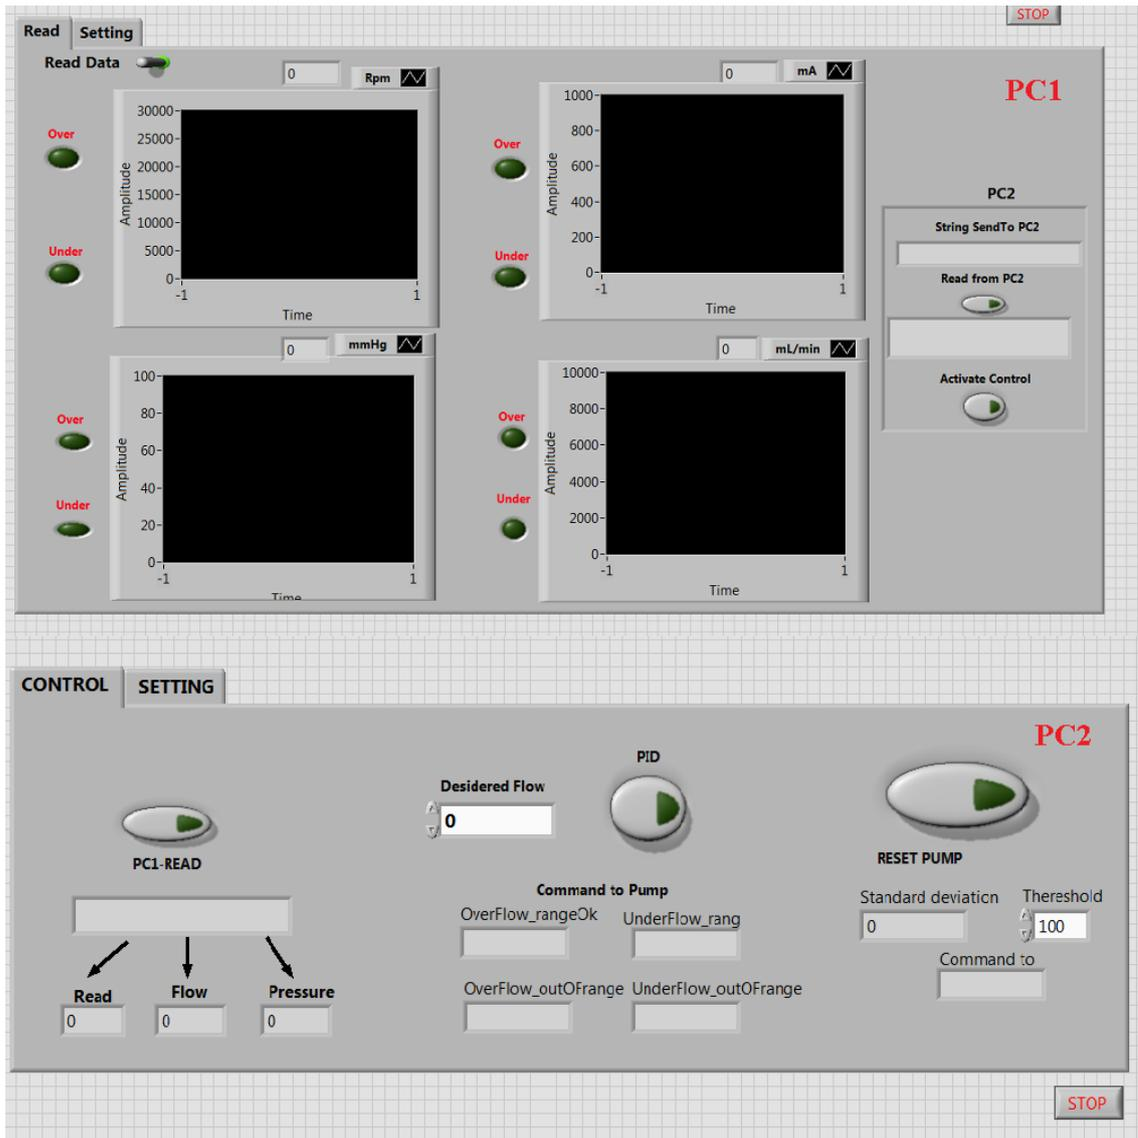 STOP
Read Setting
Read Data
PC1
0 Rpm
Over
Under
Amplitude
30000
25000
20000
15000
10000
5000
0
-1 1
Time
0 mA
Over
Under
Amplitude
1000
800
600
400
200
0
-1 1
Time
PC2
String SendTo PC2
Read from PC2
Activate Control
0 mmHg
Over
Under
Amplitude
100
80
60
40
20
0
-1 1
Time
0 mL/min
Over
Under
Amplitude
10000
8000
6000
4000
2000
0
-1 1
Time
CONTROL SETTING
PC2
PC1-READ
Read Flow Pressure
0 0 0
Desidered Flow
0
PID
Command to Pump
OverFlow_rangeOk UnderFlow_rang
OverFlow_outOFrange UnderFlow_outOFrange
RESET PUMP
Standard deviation Thereshold
0 100
Command to
STOP